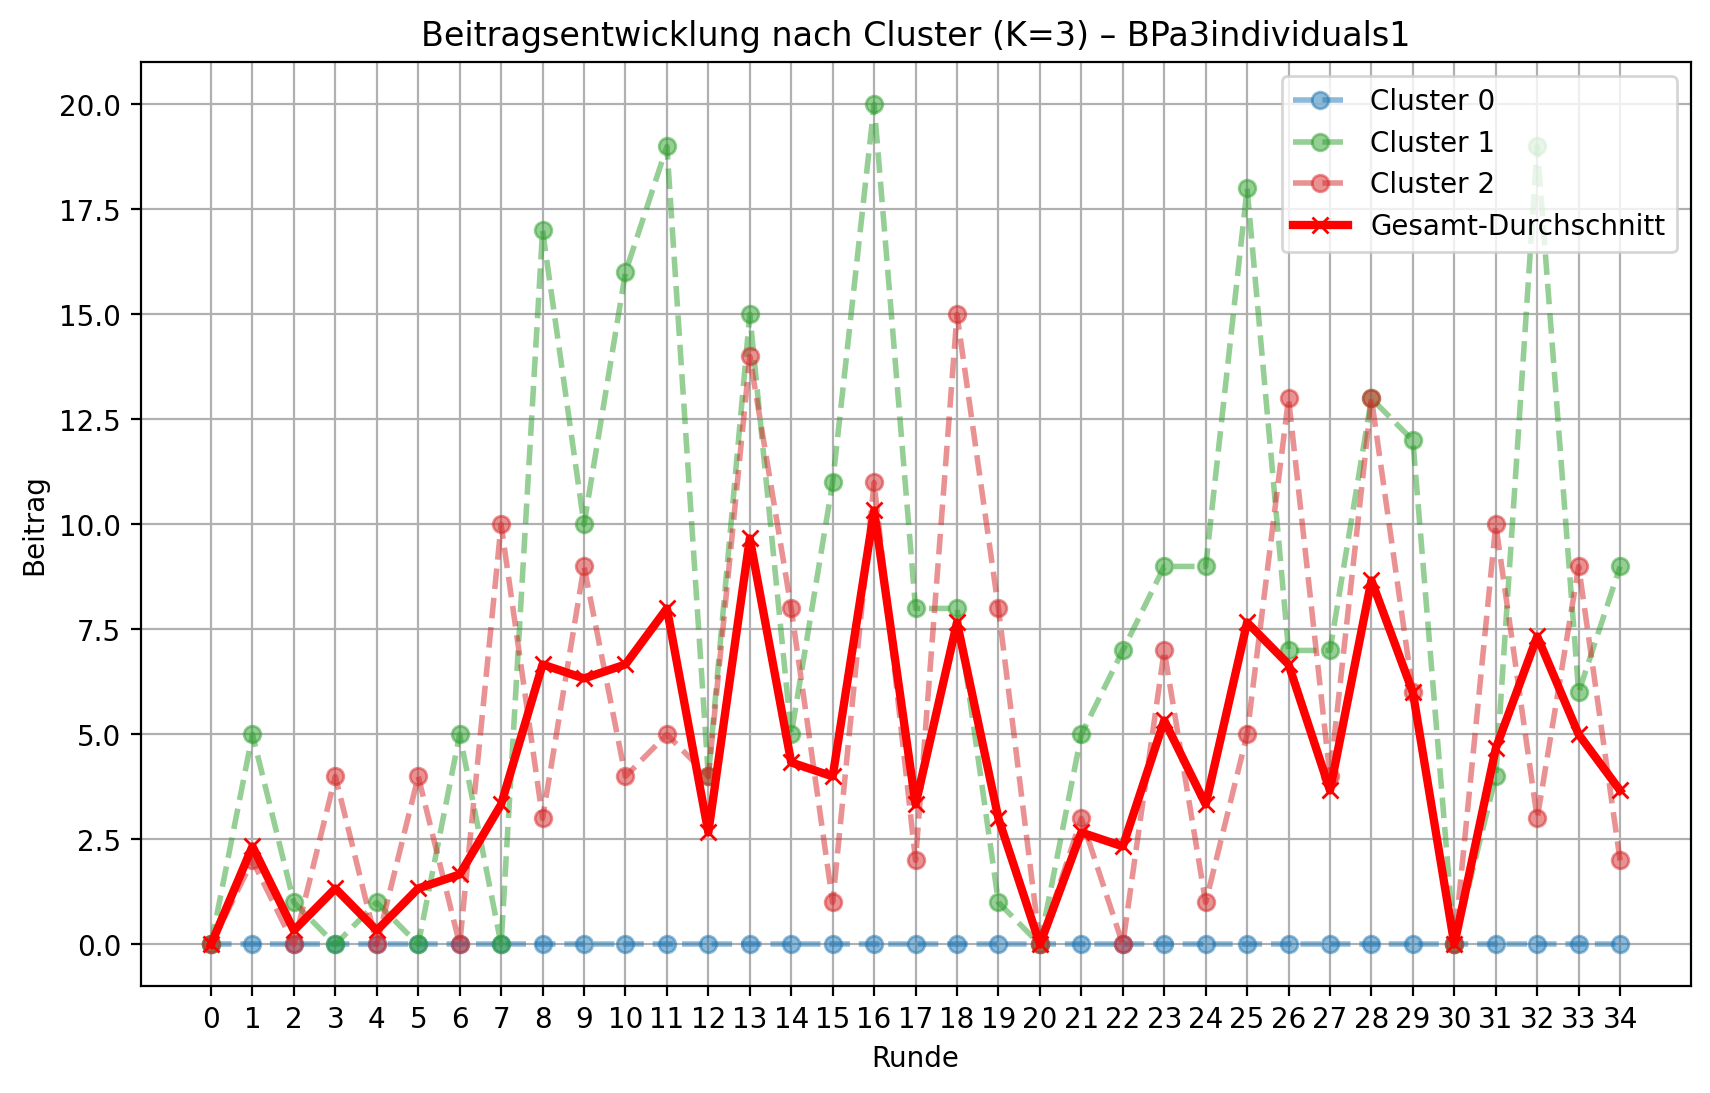 Beitragsentwicklung nach Cluster (K=3) – BPa3individuals1
Cluster 0
Cluster 1
Cluster 2
Gesamt-Durchschnitt
Beitrag
20.0
17.5
15.0
12.5
10.0
7.5
5.0
2.5
0.0
0 1 2 3 4 5 6 7 8 9 10 11 12 13 14 15 16 17 18 19 20 21 22 23 24 25 26 27 28 29 30 31 32 33 34
Runde